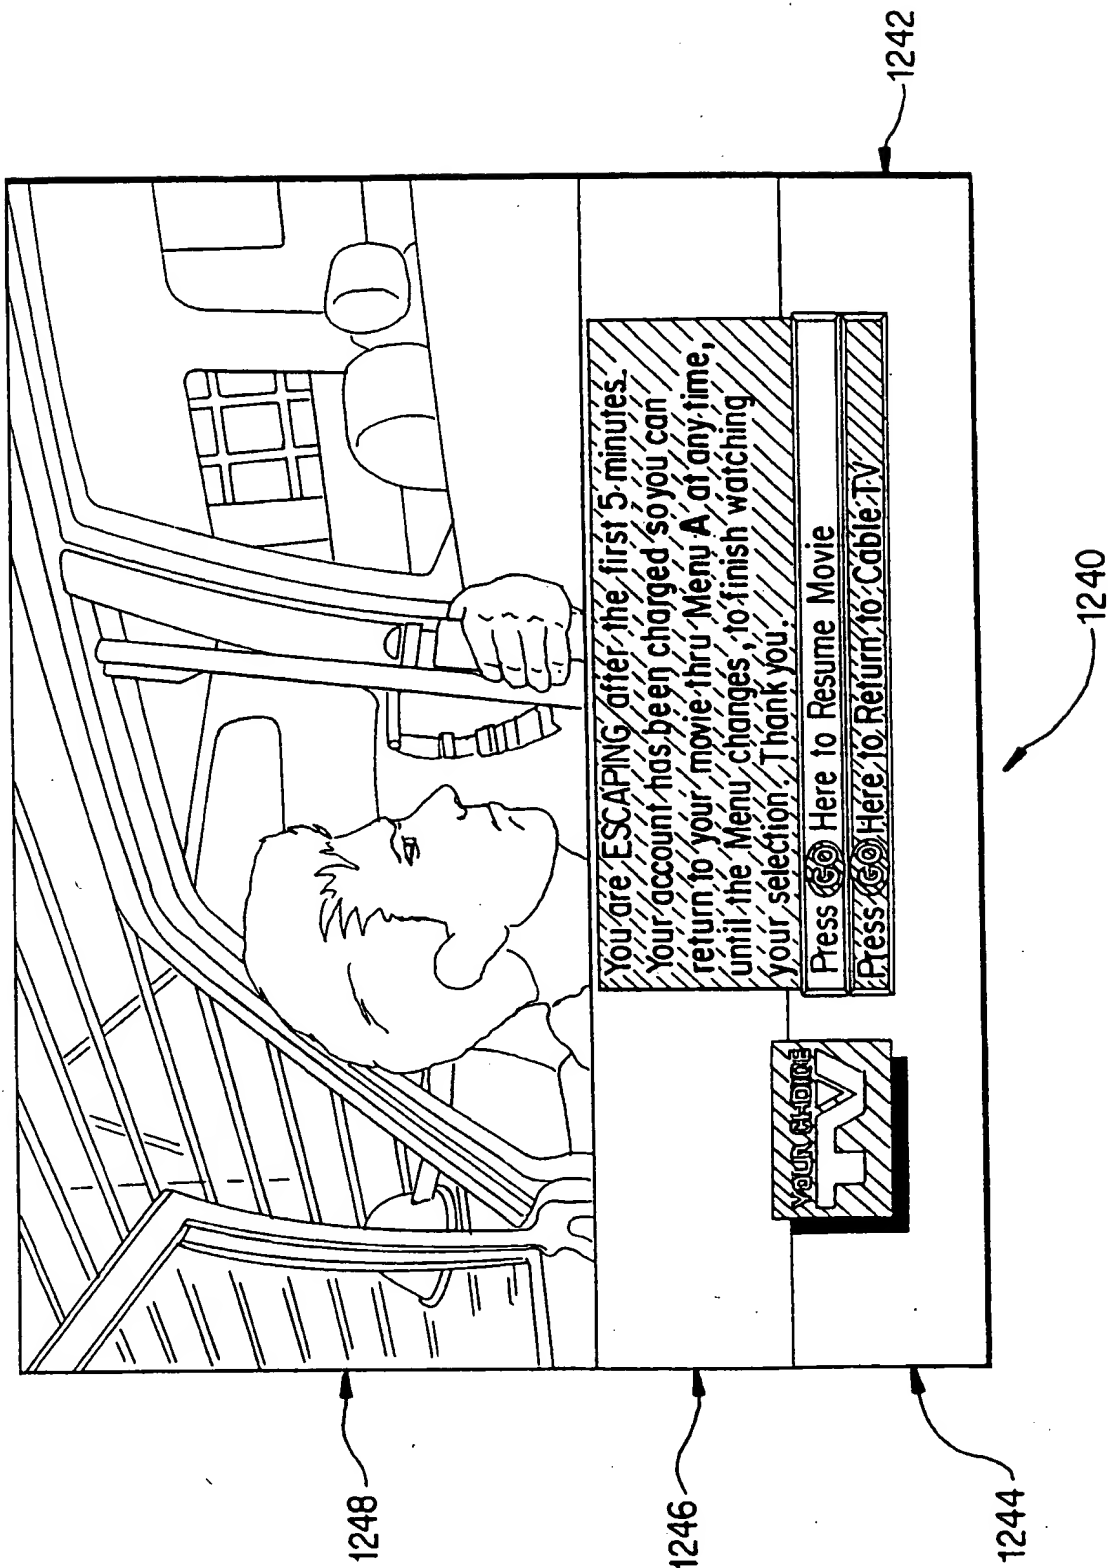 1248
1246
1244
1242
1240
You are ESCAPING after the first 5 minutes.
Your account has been charged so you can
return to your movie thru Menu A at any time,
until the Menu changes, to finish watching
your selection. Thank you.
Press GO Here to Resume Movie
Press GO Here to Return to Cable TV
YOUR CHOICE
TV